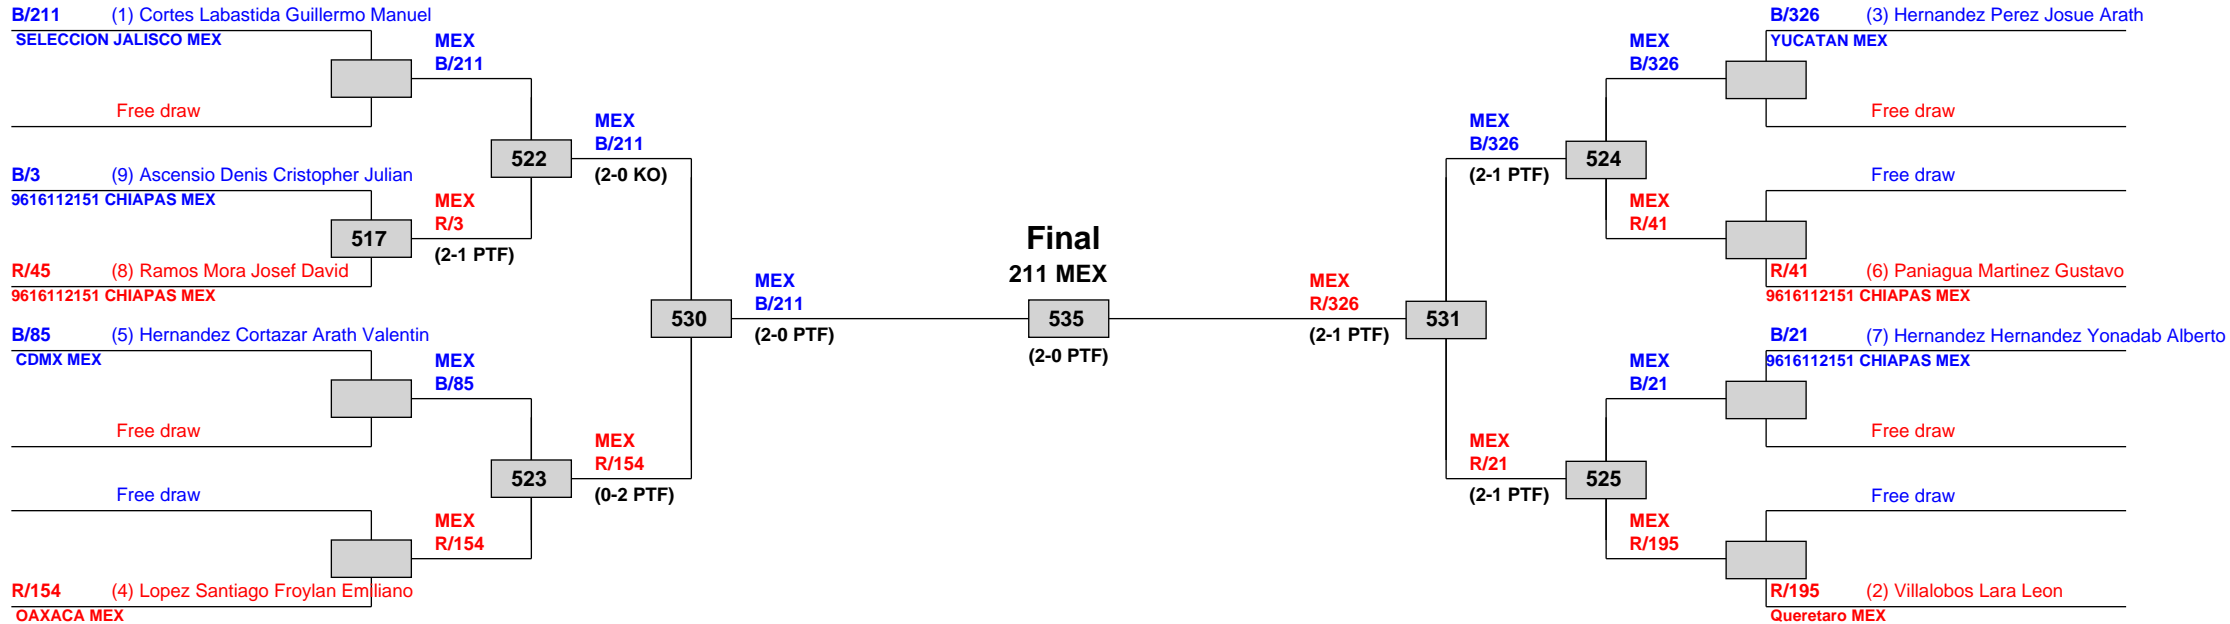 B/211 (1) Cortes Labastida Guillermo Manuel
SELECCION JALISCO MEX
MEX
B/211
Free draw
B/3 (9) Ascensio Denis Cristopher Julian
9616112151 CHIAPAS MEX
517
MEX
R/3
(2-1 PTF)
R/45 (8) Ramos Mora Josef David
9616112151 CHIAPAS MEX
522
MEX
B/211
(2-0 KO)
B/85 (5) Hernandez Cortazar Arath Valentin
CDMX MEX
MEX
B/85
Free draw
523
MEX
R/154
(0-2 PTF)
Free draw
MEX
R/154
R/154 (4) Lopez Santiago Froylan Emiliano
OAXACA MEX
530
MEX
B/211
(2-0 PTF)
Final
211 MEX
535
(2-0 PTF)
MEX
R/326
(2-1 PTF)
531
MEX
B/326
(2-1 PTF)
524
MEX
B/326
B/326 (3) Hernandez Perez Josue Arath
YUCATAN MEX
Free draw
Free draw
MEX
R/41
R/41 (6) Paniagua Martinez Gustavo
9616112151 CHIAPAS MEX
MEX
R/21
(2-1 PTF)
525
MEX
B/21
B/21 (7) Hernandez Hernandez Yonadab Alberto
9616112151 CHIAPAS MEX
Free draw
Free draw
MEX
R/195
R/195 (2) Villalobos Lara Leon
Queretaro MEX